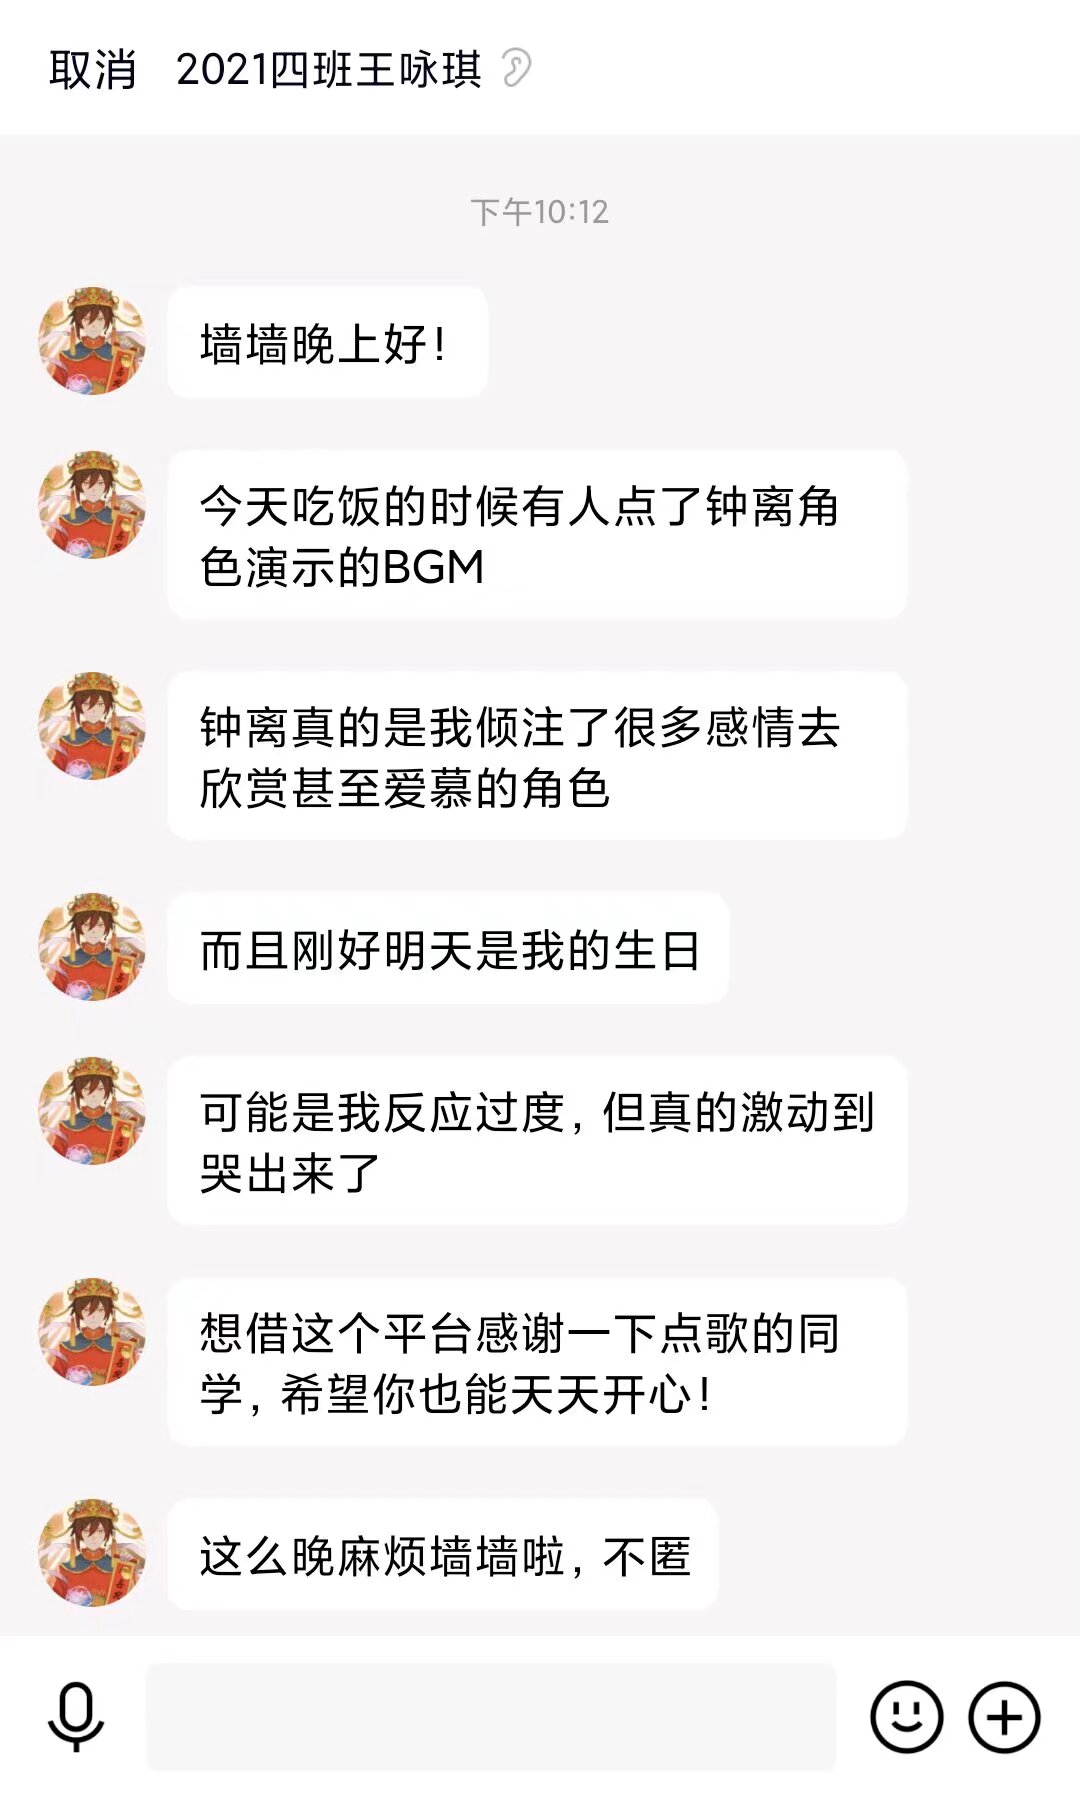 取消 2021四班王咏琪
下午10:12
墙墙晚上好！
今天吃饭的时候有人点了钟离角
色演示的BGM
钟离真的是我倾注了很多感情去
欣赏甚至爱慕的角色
而且刚好明天是我的生日
可能是我反应过度，但真的激动到
哭出来了
想借这个平台感谢一下点歌的同
学，希望你也能天天开心！
这么晚麻烦墙墙啦，不匿